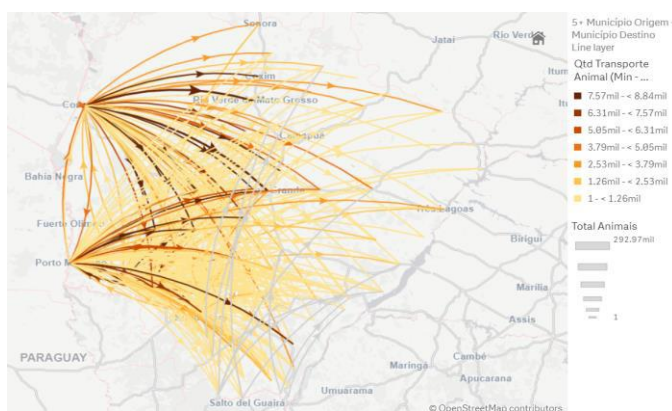 Sonora
Jataí
Rio Verde
Coxim
Rio Verde de Mato Grosso
Itum
Bahia Negra
Fuerte Olimpo
Três Lagoas
Birigui
Porto M
Marília
Assis
PARAGUAY
Cambé
Maringá
Apucarana
Umuarama
Salto del Guairá
© OpenStreetMap contributors
5+ Município Origem
Município Destino
Line layer
Qtd Transporte
Animal (Min - ...
7.57mil - < 8.84mil
6.31mil - < 7.57mil
5.05mil - < 6.31mil
3.79mil - < 5.05mil
2.53mil - < 3.79mil
1.26mil - < 2.53mil
1 - < 1.26mil
Total Animais
292.97mil
1